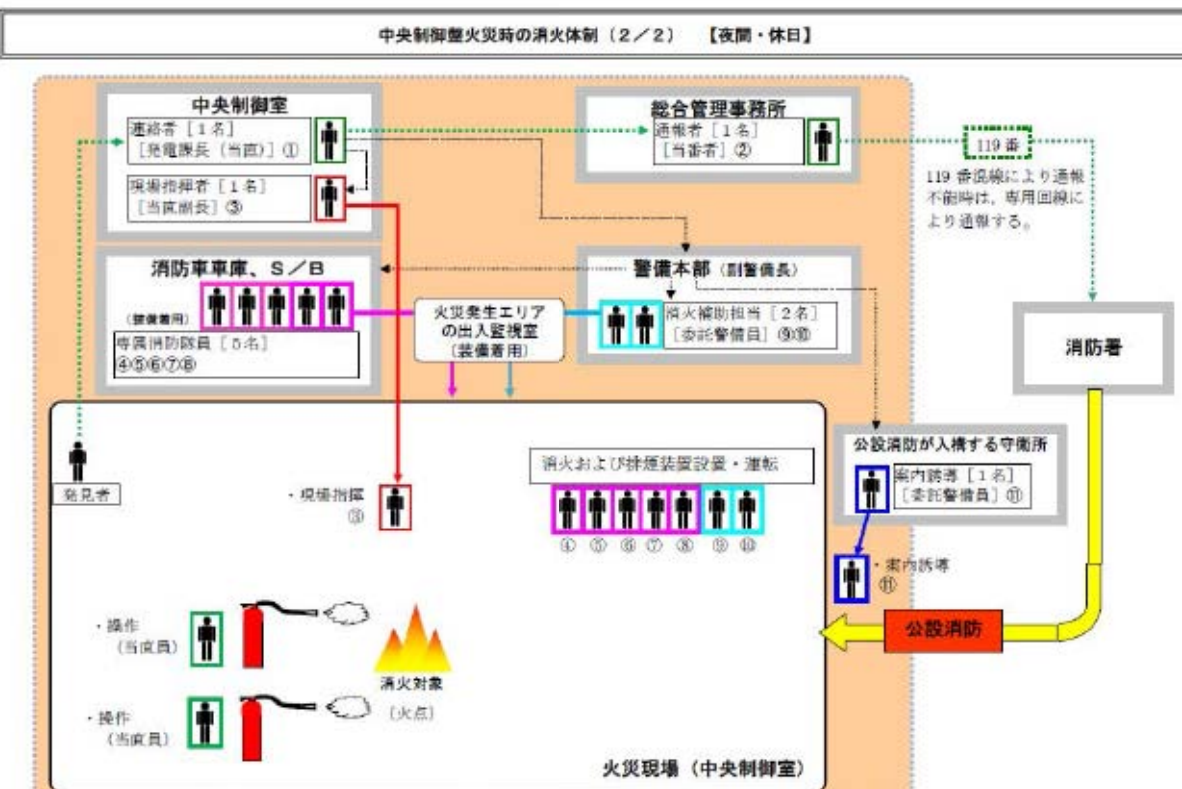 中央制御盤火災時の消火体制(2/2) 【夜間・休日】
中央制御室
連絡者[1名]
[発電課長(当直)]①
現場指揮者[1名]
[当直副長]③
総合管理事務所
通報者[1名]
[当番者]②
119番
119番混線により通報
不能時は、専用回線に
より通報する。
消防車車庫、S/B
(装備着用)
専属消防隊員[5名]
④⑤⑥⑦⑧
火災発生エリア
の出入監視室
(装備着用)
警備本部(副警備長)
消火補助担当[2名]
[委託警備員]⑨⑩
消防署
発見者
・現場指揮
③
消火および排煙装置設置・運転
④ ⑤ ⑥ ⑦ ⑧ ⑨ ⑩
公設消防が入構する守衛所
案内誘導[1名]
[委託警備員]⑪
・案内誘導
⑪
公設消防
・操作
(当直員)
消火対象
(火点)
・操作
(当直員)
火災現場(中央制御室)